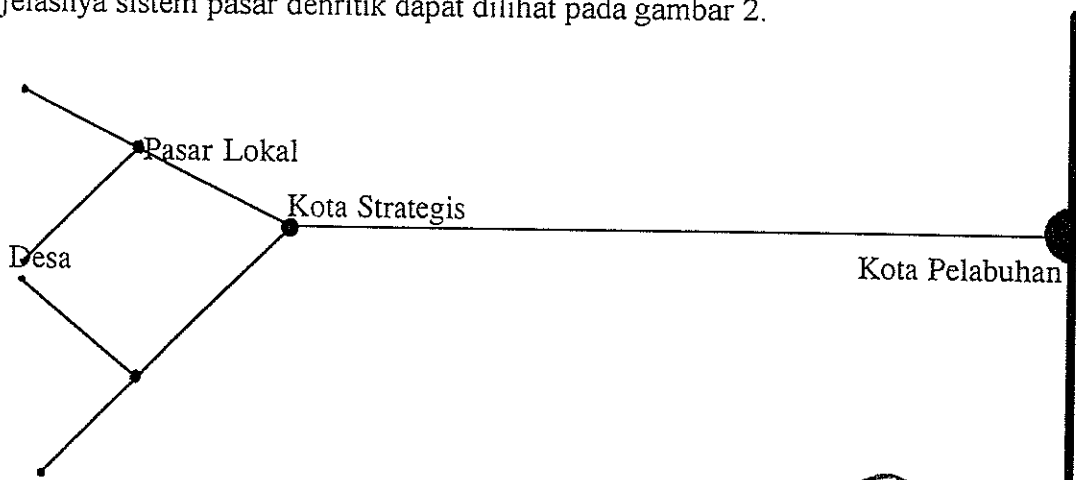 jelasnya sistem pasar denritik dapat dilihat pada gambar 2.
Pasar Lokal
Kota Strategis
Desa
Kota Pelabuhan